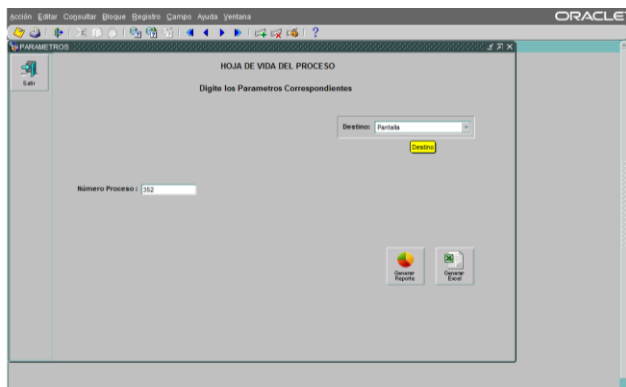 Acción Editar Consultar Bloque Registro Campo Ayuda Ventana
ORACLE
PARAMETROS
HOJA DE VIDA DEL PROCESO
Salir
Digite los Parametros Correspondientes
Destino: Pantalla
Destino
Número Proceso : 352
Generar Reporte
Generar Excel